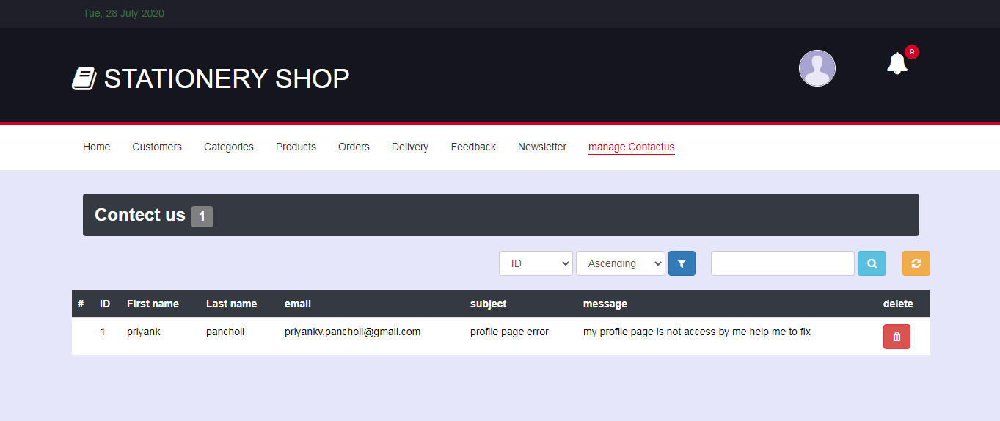 Tue, 28 July 2020
9
STATIONERY SHOP
Home Customers Categories Products Orders Delivery Feedback Newsletter manage Contactus
Contect us 1
ID Ascending
# ID First name Last name email subject message delete
1 priyank pancholi priyankv.pancholi@gmail.com profile page error my profile page is not access by me help me to fix